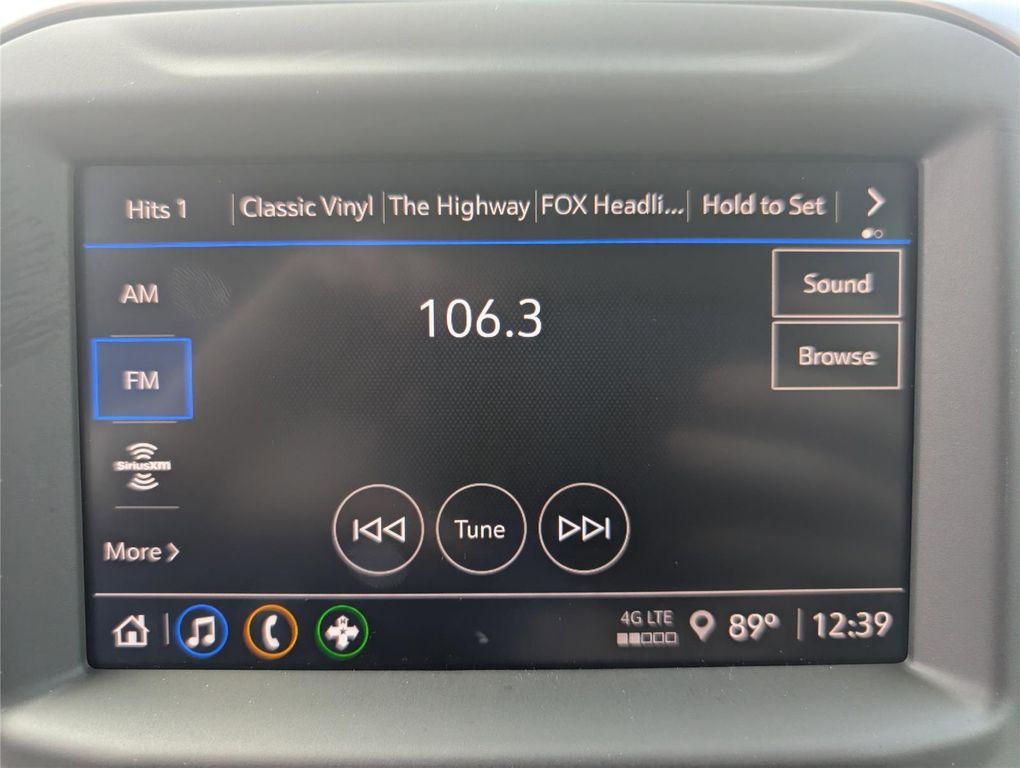 Hits 1 Classic Vinyl The Highway FOX Headli... Hold to Set
AM
Sound
106.3
Browse
FM
SiriusXM
Tune
More
4G LTE
89° 12:39